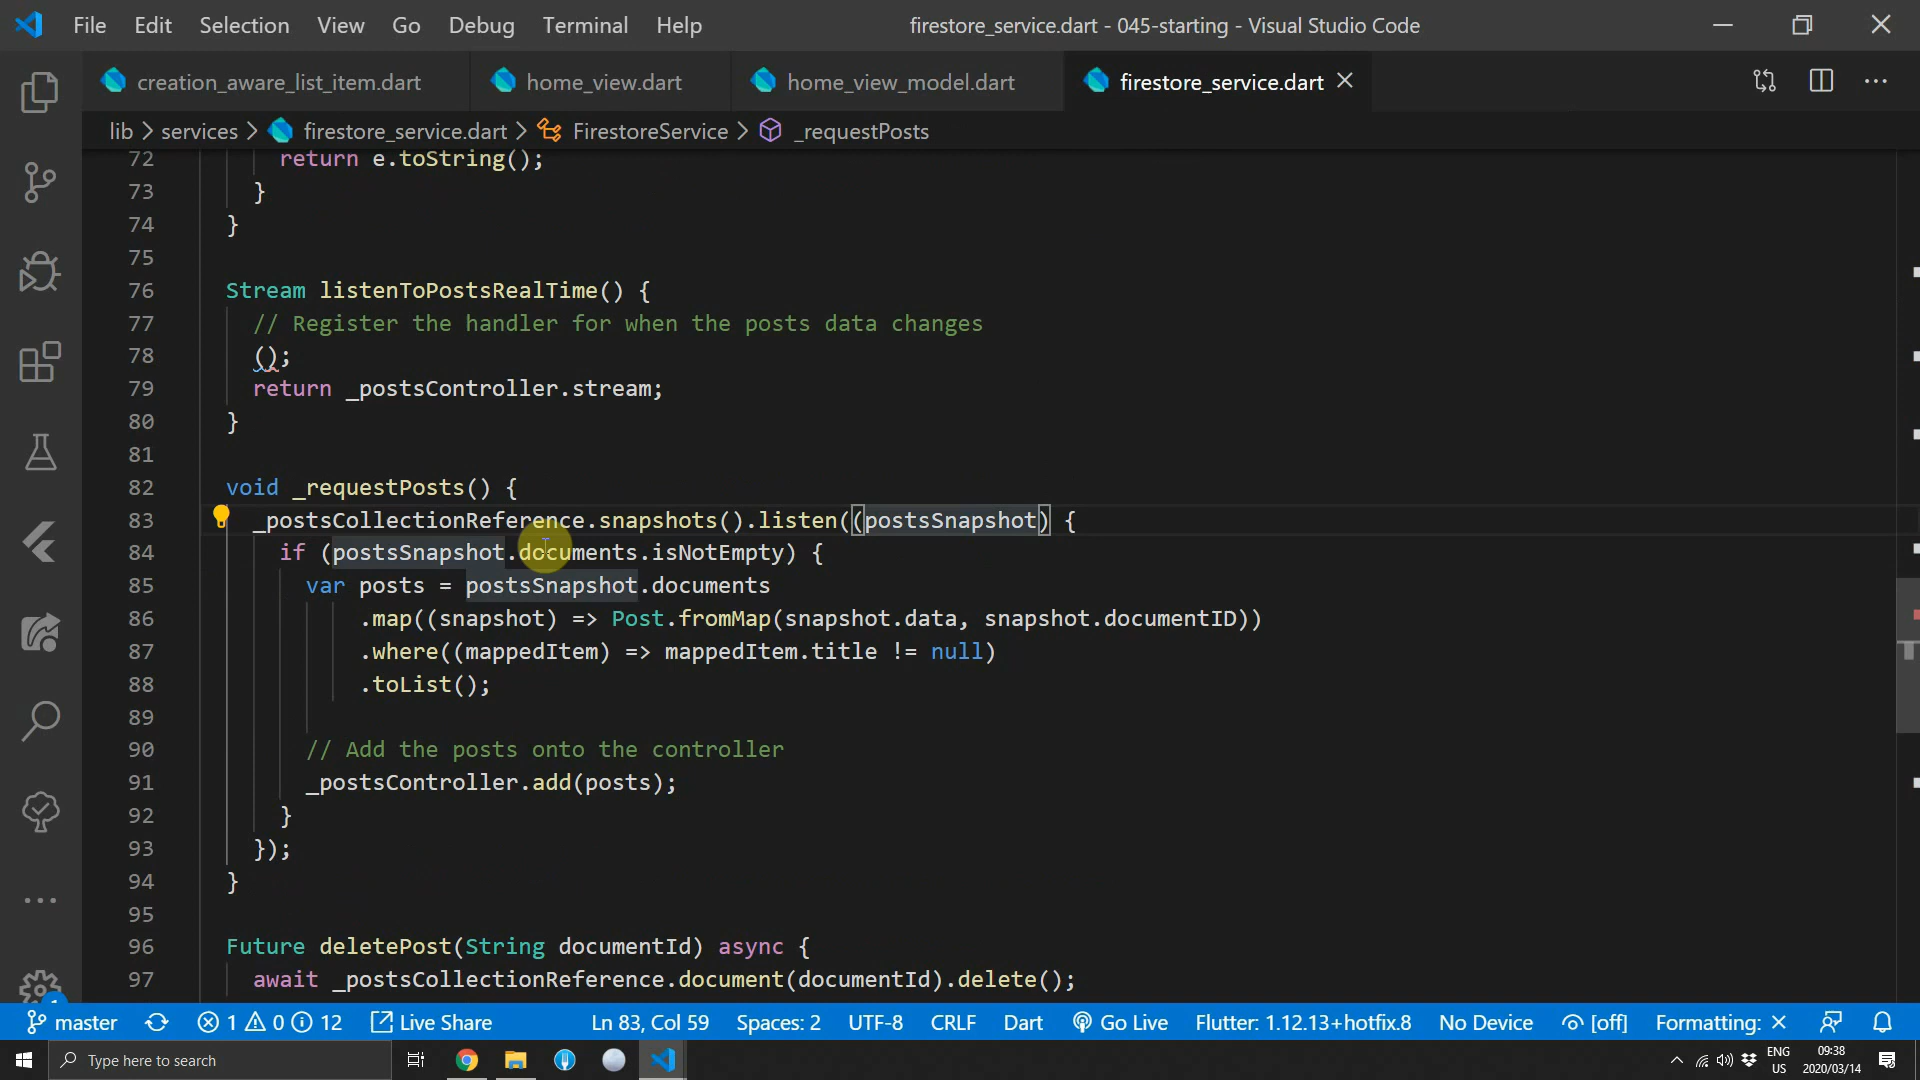 File Edit Selection View Go Debug Terminal Help firestore_service.dart - 045-starting - Visual Studio Code
creation_aware_list_item.dart home_view.dart home_view_model.dart firestore_service.dart
lib > services > firestore_service.dart > FirestoreService > _requestPosts
72 return e.toString();
73 }
74 }
75
76 Stream listenToPostsRealTime() {
77 // Register the handler for when the posts data changes
78 ();
79 return _postsController.stream;
80 }
81
82 void _requestPosts() {
83 _postsCollectionReference.snapshots().listen((postsSnapshot) {
84 if (postsSnapshot.documents.isNotEmpty) {
85 var posts = postsSnapshot.documents
86 .map((snapshot) => Post.fromMap(snapshot.data, snapshot.documentID))
87 .where((mappedItem) => mappedItem.title != null)
88 .toList();
89
90 // Add the posts onto the controller
91 _postsController.add(posts);
92 }
93 });
94 }
95
96 Future deletePost(String documentId) async {
97 await _postsCollectionReference.document(documentId).delete();
master 1 0 12 Live Share Ln 83, Col 59 Spaces: 2 UTF-8 CRLF Dart Go Live Flutter: 1.12.13+hotfix.8 No Device [off] Formatting: ✕
Type here to search ENG 09:38
US 2020/03/14